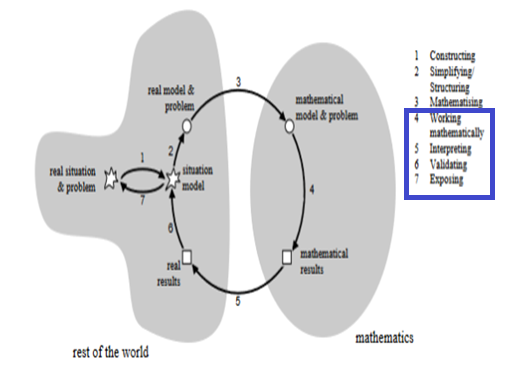 3
real model &
problem
mathematical
model & problem
2
1
real situation
& problem
situation
model
7
4
6
real
results
mathematical
results
5
rest of the world
mathematics
1 Constructing
2 Simplifying/
Structuring
3 Mathematising
4 Working
mathematically
5 Interpreting
6 Validating
7 Exposing